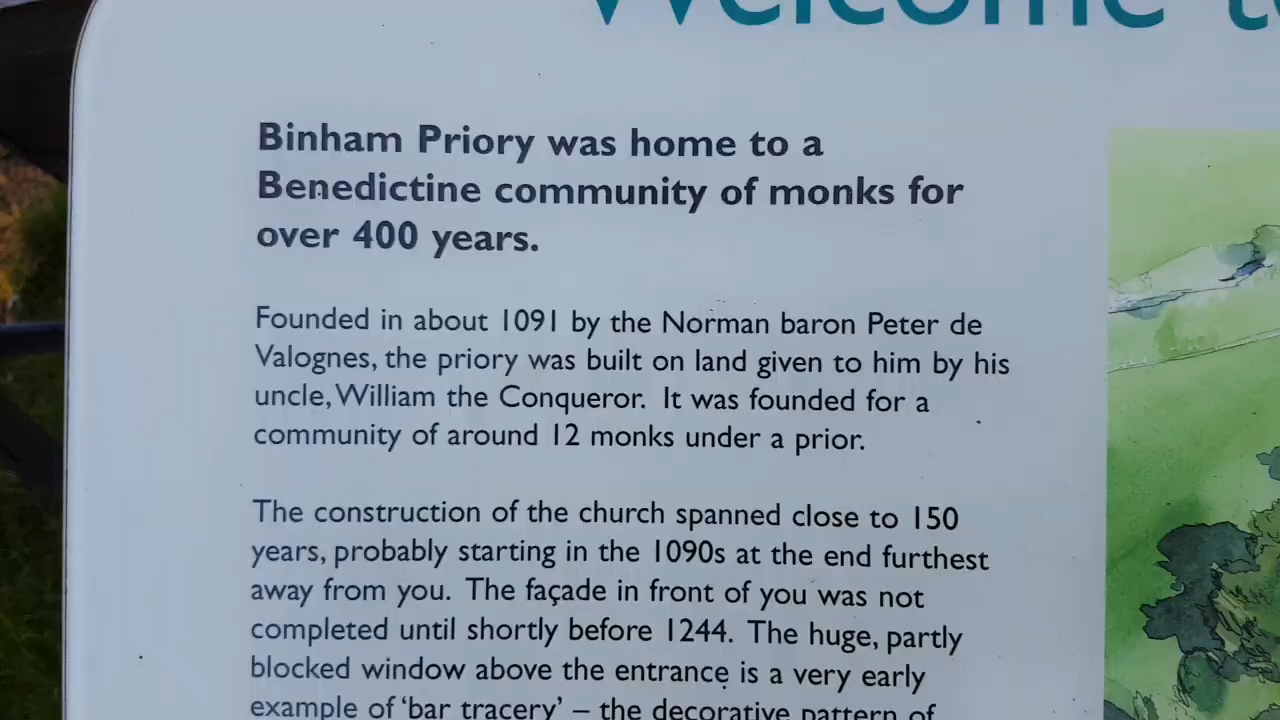 Welcome to
Binham Priory was home to a
Benedictine community of monks for
over 400 years.
Founded in about 1091 by the Norman baron Peter de
Valognes, the priory was built on land given to him by his
uncle, William the Conqueror. It was founded for a
community of around 12 monks under a prior.
The construction of the church spanned close to 150
years, probably starting in the 1090s at the end furthest
away from you. The façade in front of you was not
completed until shortly before 1244. The huge, partly
blocked window above the entrance is a very early
example of ‘bar tracery’ – the decorative pattern of